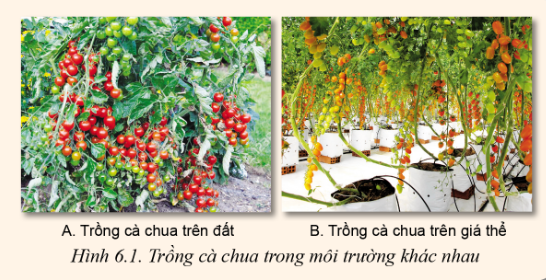 A. Trồng cà chua trên đất
B. Trồng cà chua trên giá thể
Hình 6.1. Trồng cà chua trong môi trường khác nhau